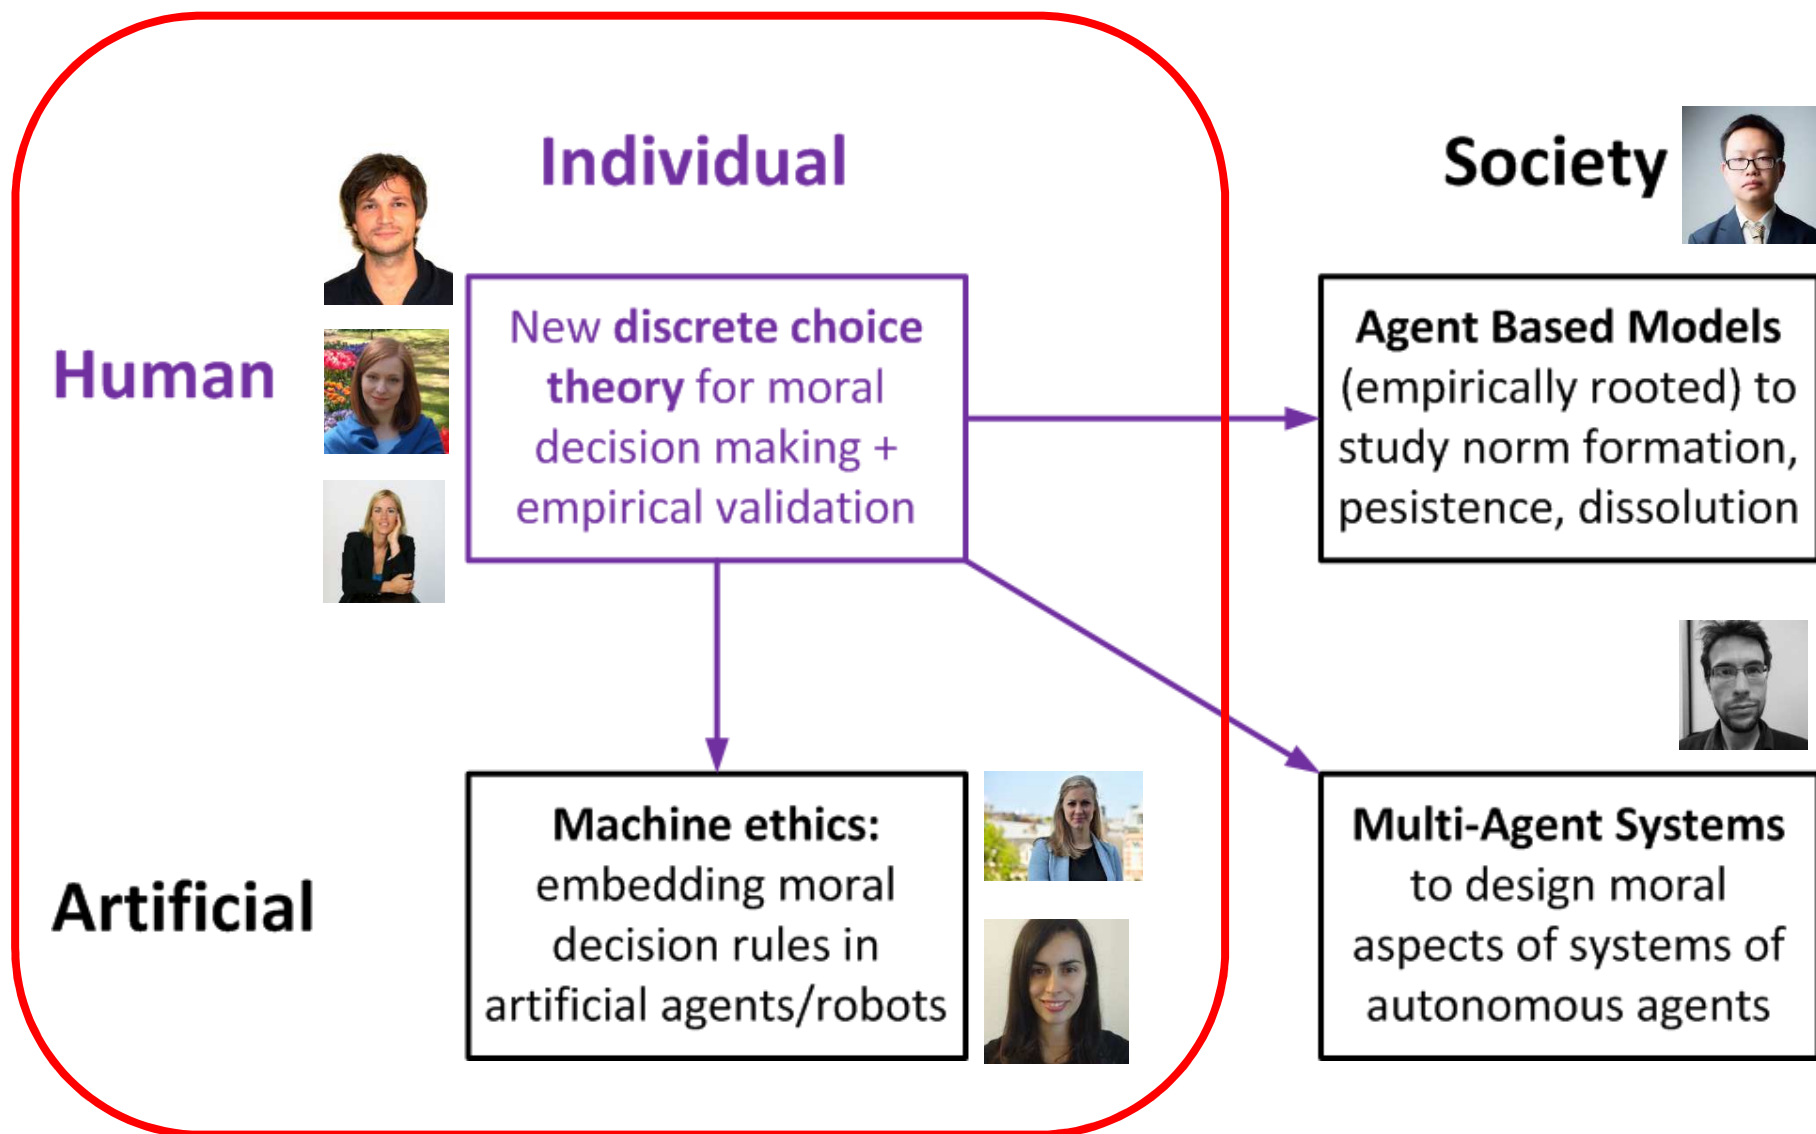 Individual
Society
Human
New discrete choice
theory for moral
decision making +
empirical validation
Agent Based Models
(empirically rooted) to
study norm formation,
pesistence, dissolution
Artificial
Machine ethics:
embedding moral
decision rules in
artificial agents/robots
Multi-Agent Systems
to design moral
aspects of systems of
autonomous agents